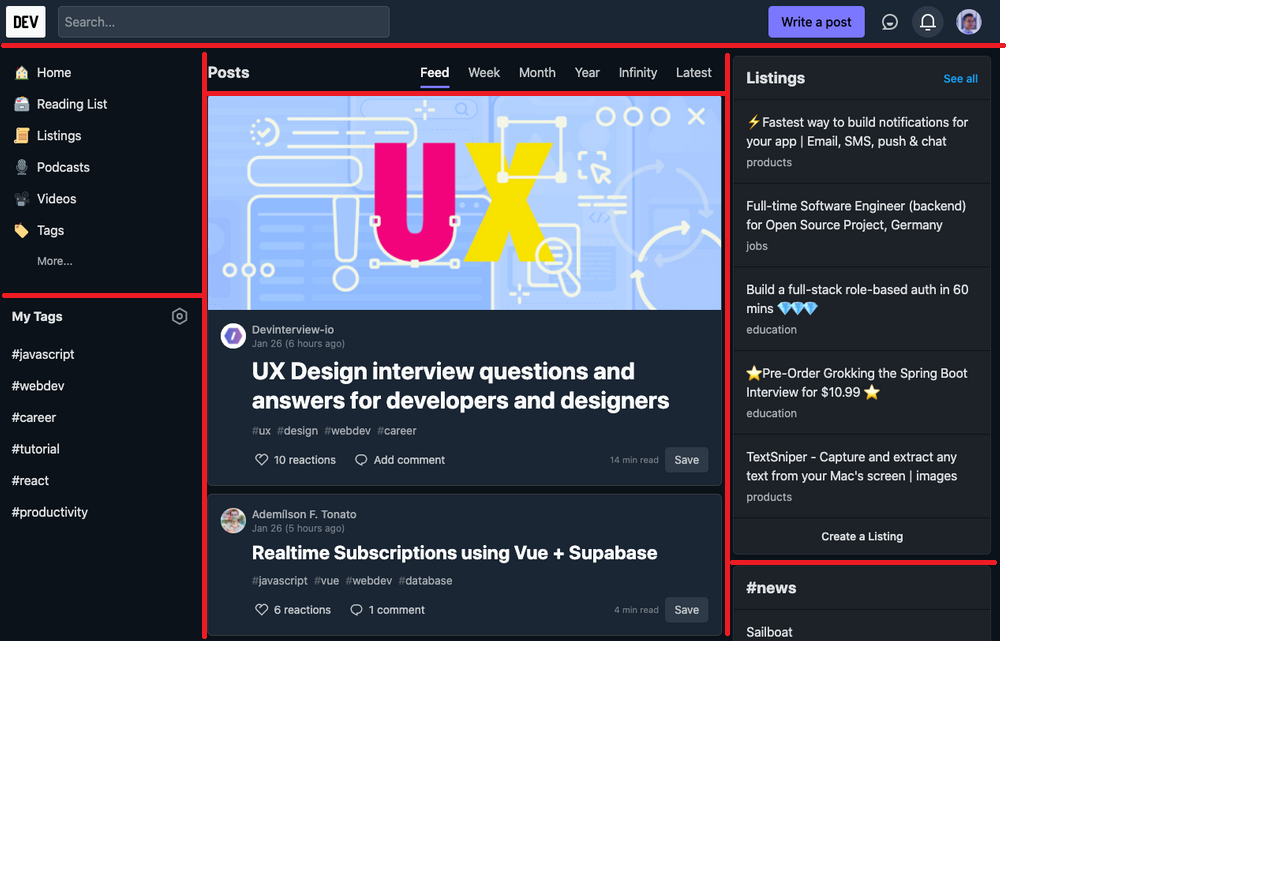 DEV
Search...
Write a post
Home
Reading List
Listings
Podcasts
Videos
Tags
More...
My Tags
#javascript
#webdev
#career
#tutorial
#react
#productivity
Posts
Feed Week Month Year Infinity Latest
UX
Devinterview-io
Jan 26 (6 hours ago)
UX Design interview questions and
answers for developers and designers
#ux #design #webdev #career
10 reactions Add comment 14 min read Save
Ademílson F. Tonato
Jan 26 (5 hours ago)
Realtime Subscriptions using Vue + Supabase
#javascript #vue #webdev #database
6 reactions 1 comment 4 min read Save
Listings See all
⚡Fastest way to build notifications for
your app | Email, SMS, push & chat
products
Full-time Software Engineer (backend)
for Open Source Project, Germany
jobs
Build a full-stack role-based auth in 60
mins 💎💎💎
education
⭐Pre-Order Grokking the Spring Boot
Interview for $10.99 ⭐
education
TextSniper - Capture and extract any
text from your Mac's screen | images
products
Create a Listing
#news
Sailboat